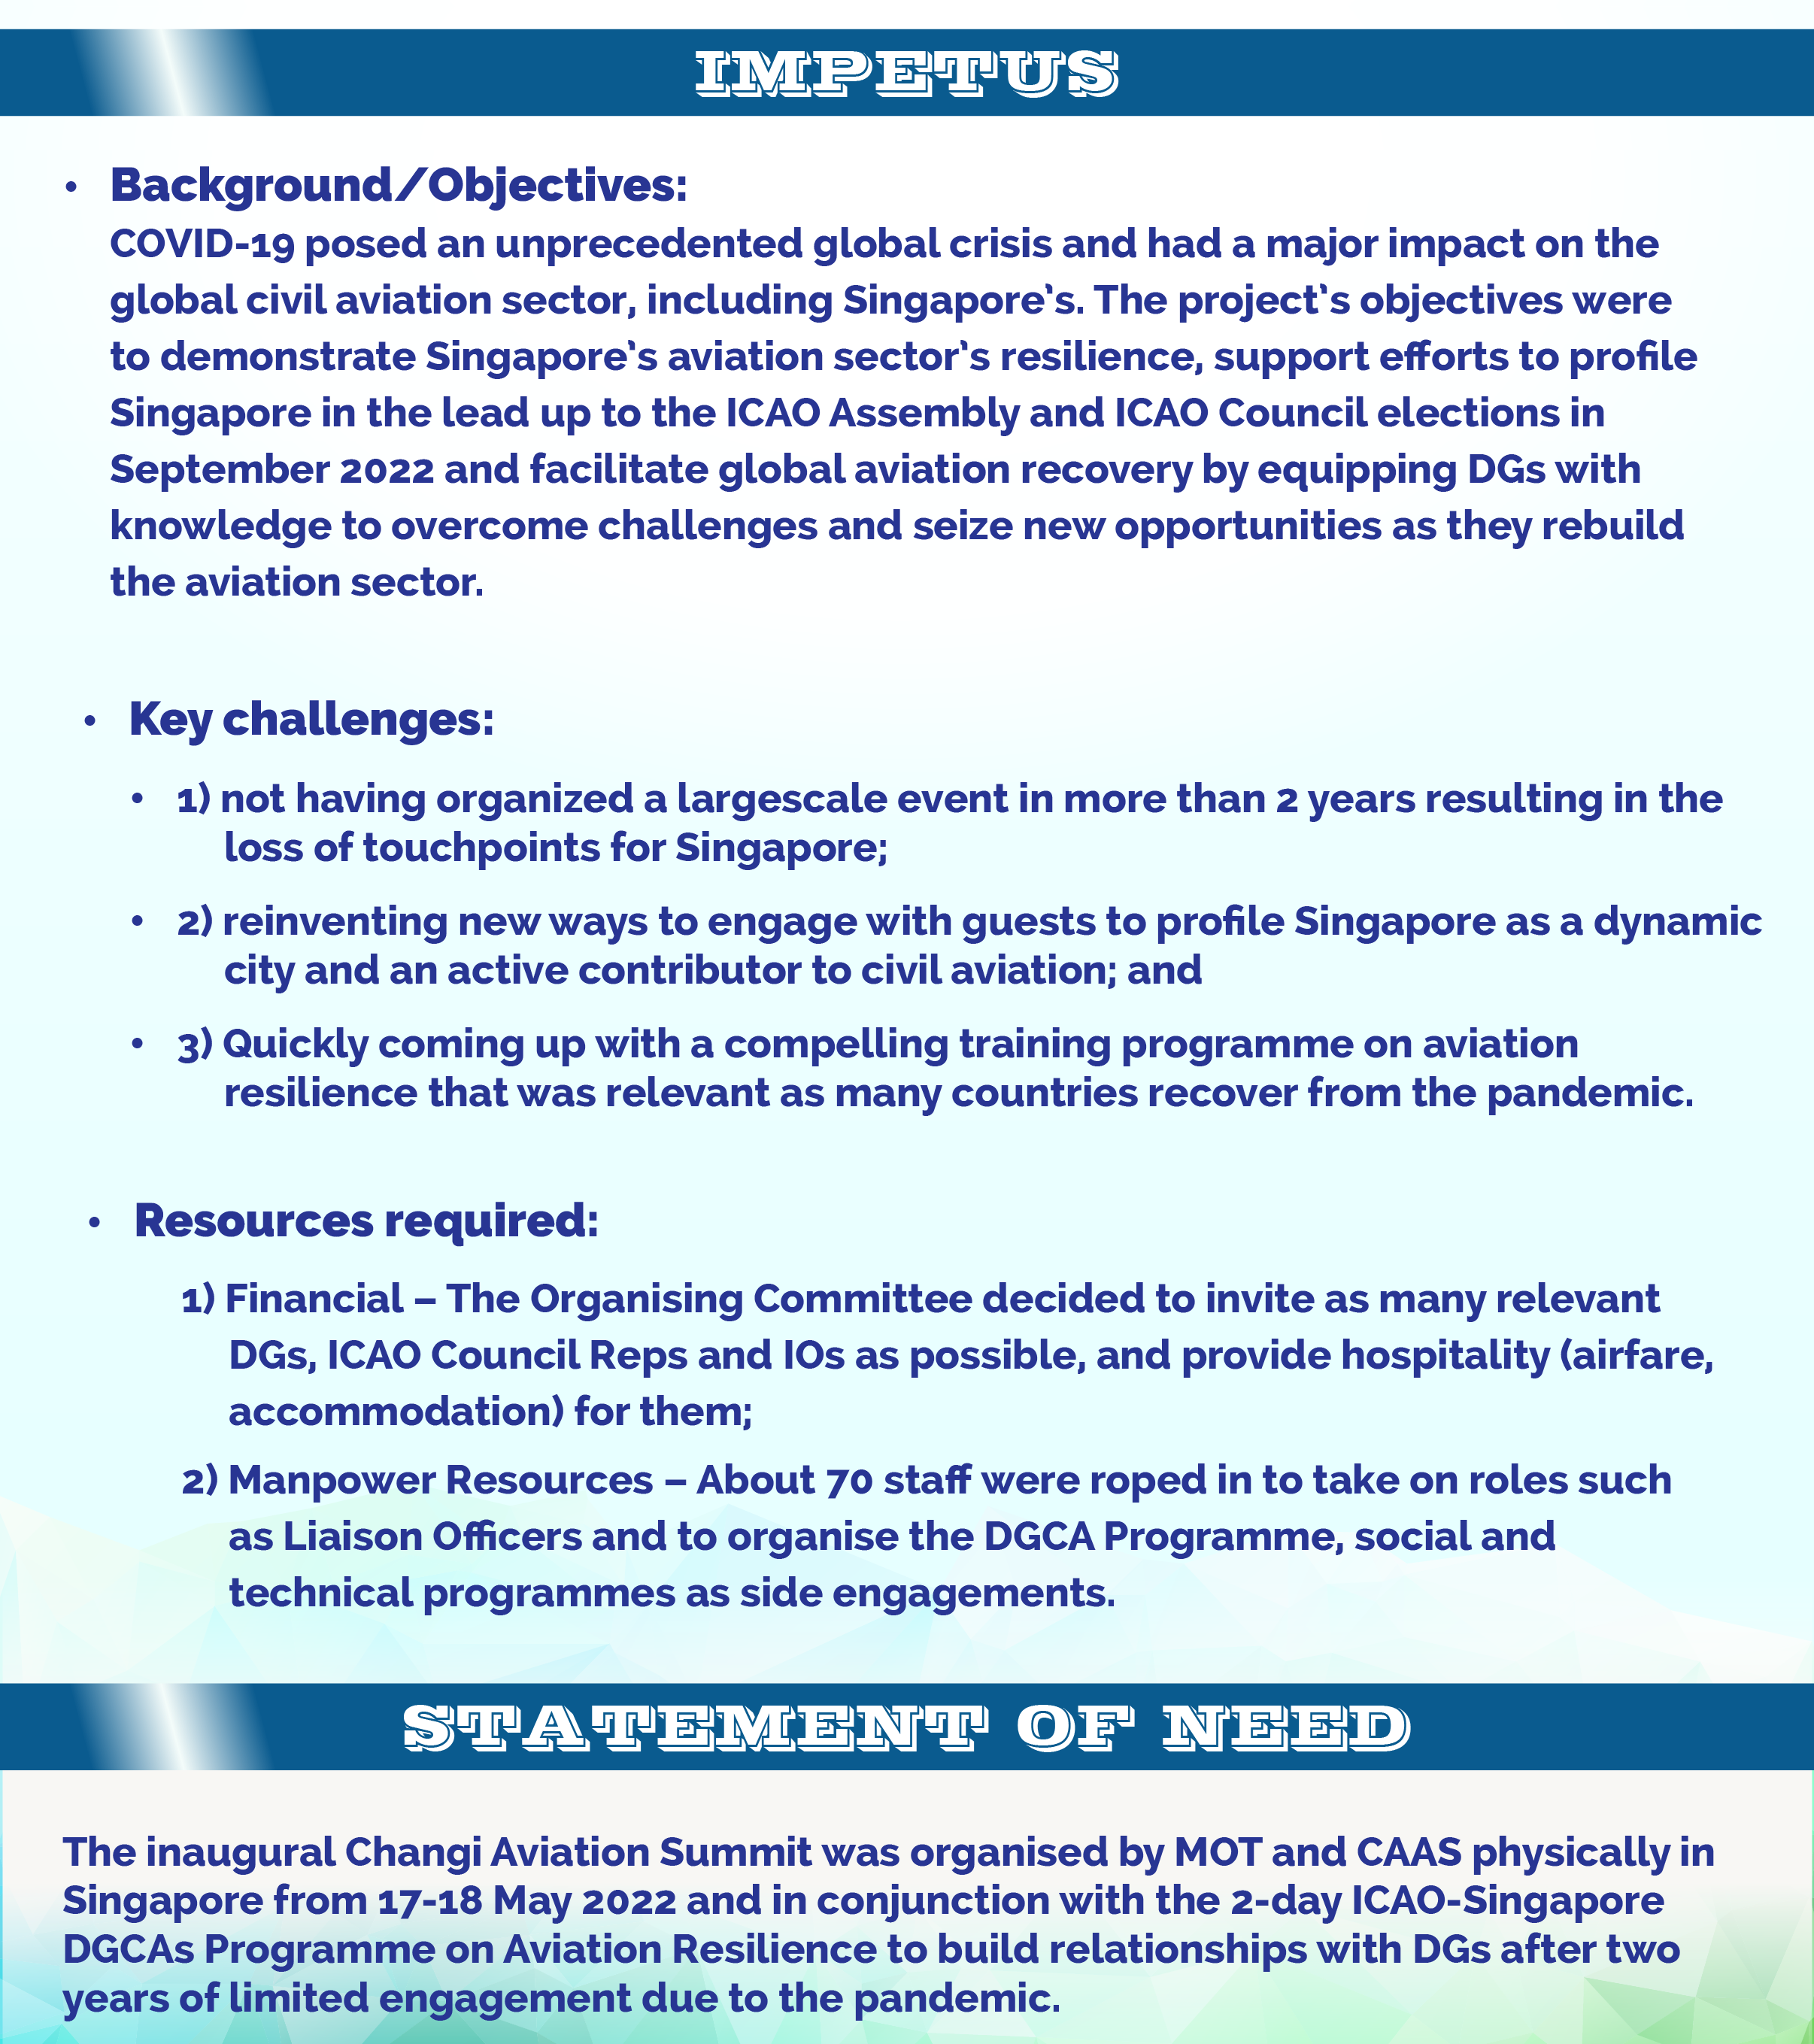 IMPETUS
• Background/Objectives:
COVID-19 posed an unprecedented global crisis and had a major impact on the
global civil aviation sector, including Singapore's. The project's objectives were
to demonstrate Singapore's aviation sector's resilience, support efforts to profile
Singapore in the lead up to the ICAO Assembly and ICAO Council elections in
September 2022 and facilitate global aviation recovery by equipping DGs with
knowledge to overcome challenges and seize new opportunities as they rebuild
the aviation sector.
• Key challenges:
• 1) not having organized a largescale event in more than 2 years resulting in the
loss of touchpoints for Singapore;
• 2) reinventing new ways to engage with guests to profile Singapore as a dynamic
city and an active contributor to civil aviation; and
• 3) Quickly coming up with a compelling training programme on aviation
resilience that was relevant as many countries recover from the pandemic.
• Resources required:
1) Financial – The Organising Committee decided to invite as many relevant
DGs, ICAO Council Reps and IOs as possible, and provide hospitality (airfare,
accommodation) for them;
2) Manpower Resources – About 70 staff were roped in to take on roles such
as Liaison Officers and to organise the DGCA Programme, social and
technical programmes as side engagements.
STATEMENT OF NEED
The inaugural Changi Aviation Summit was organised by MOT and CAAS physically in
Singapore from 17-18 May 2022 and in conjunction with the 2-day ICAO-Singapore
DGCAs Programme on Aviation Resilience to build relationships with DGs after two
years of limited engagement due to the pandemic.